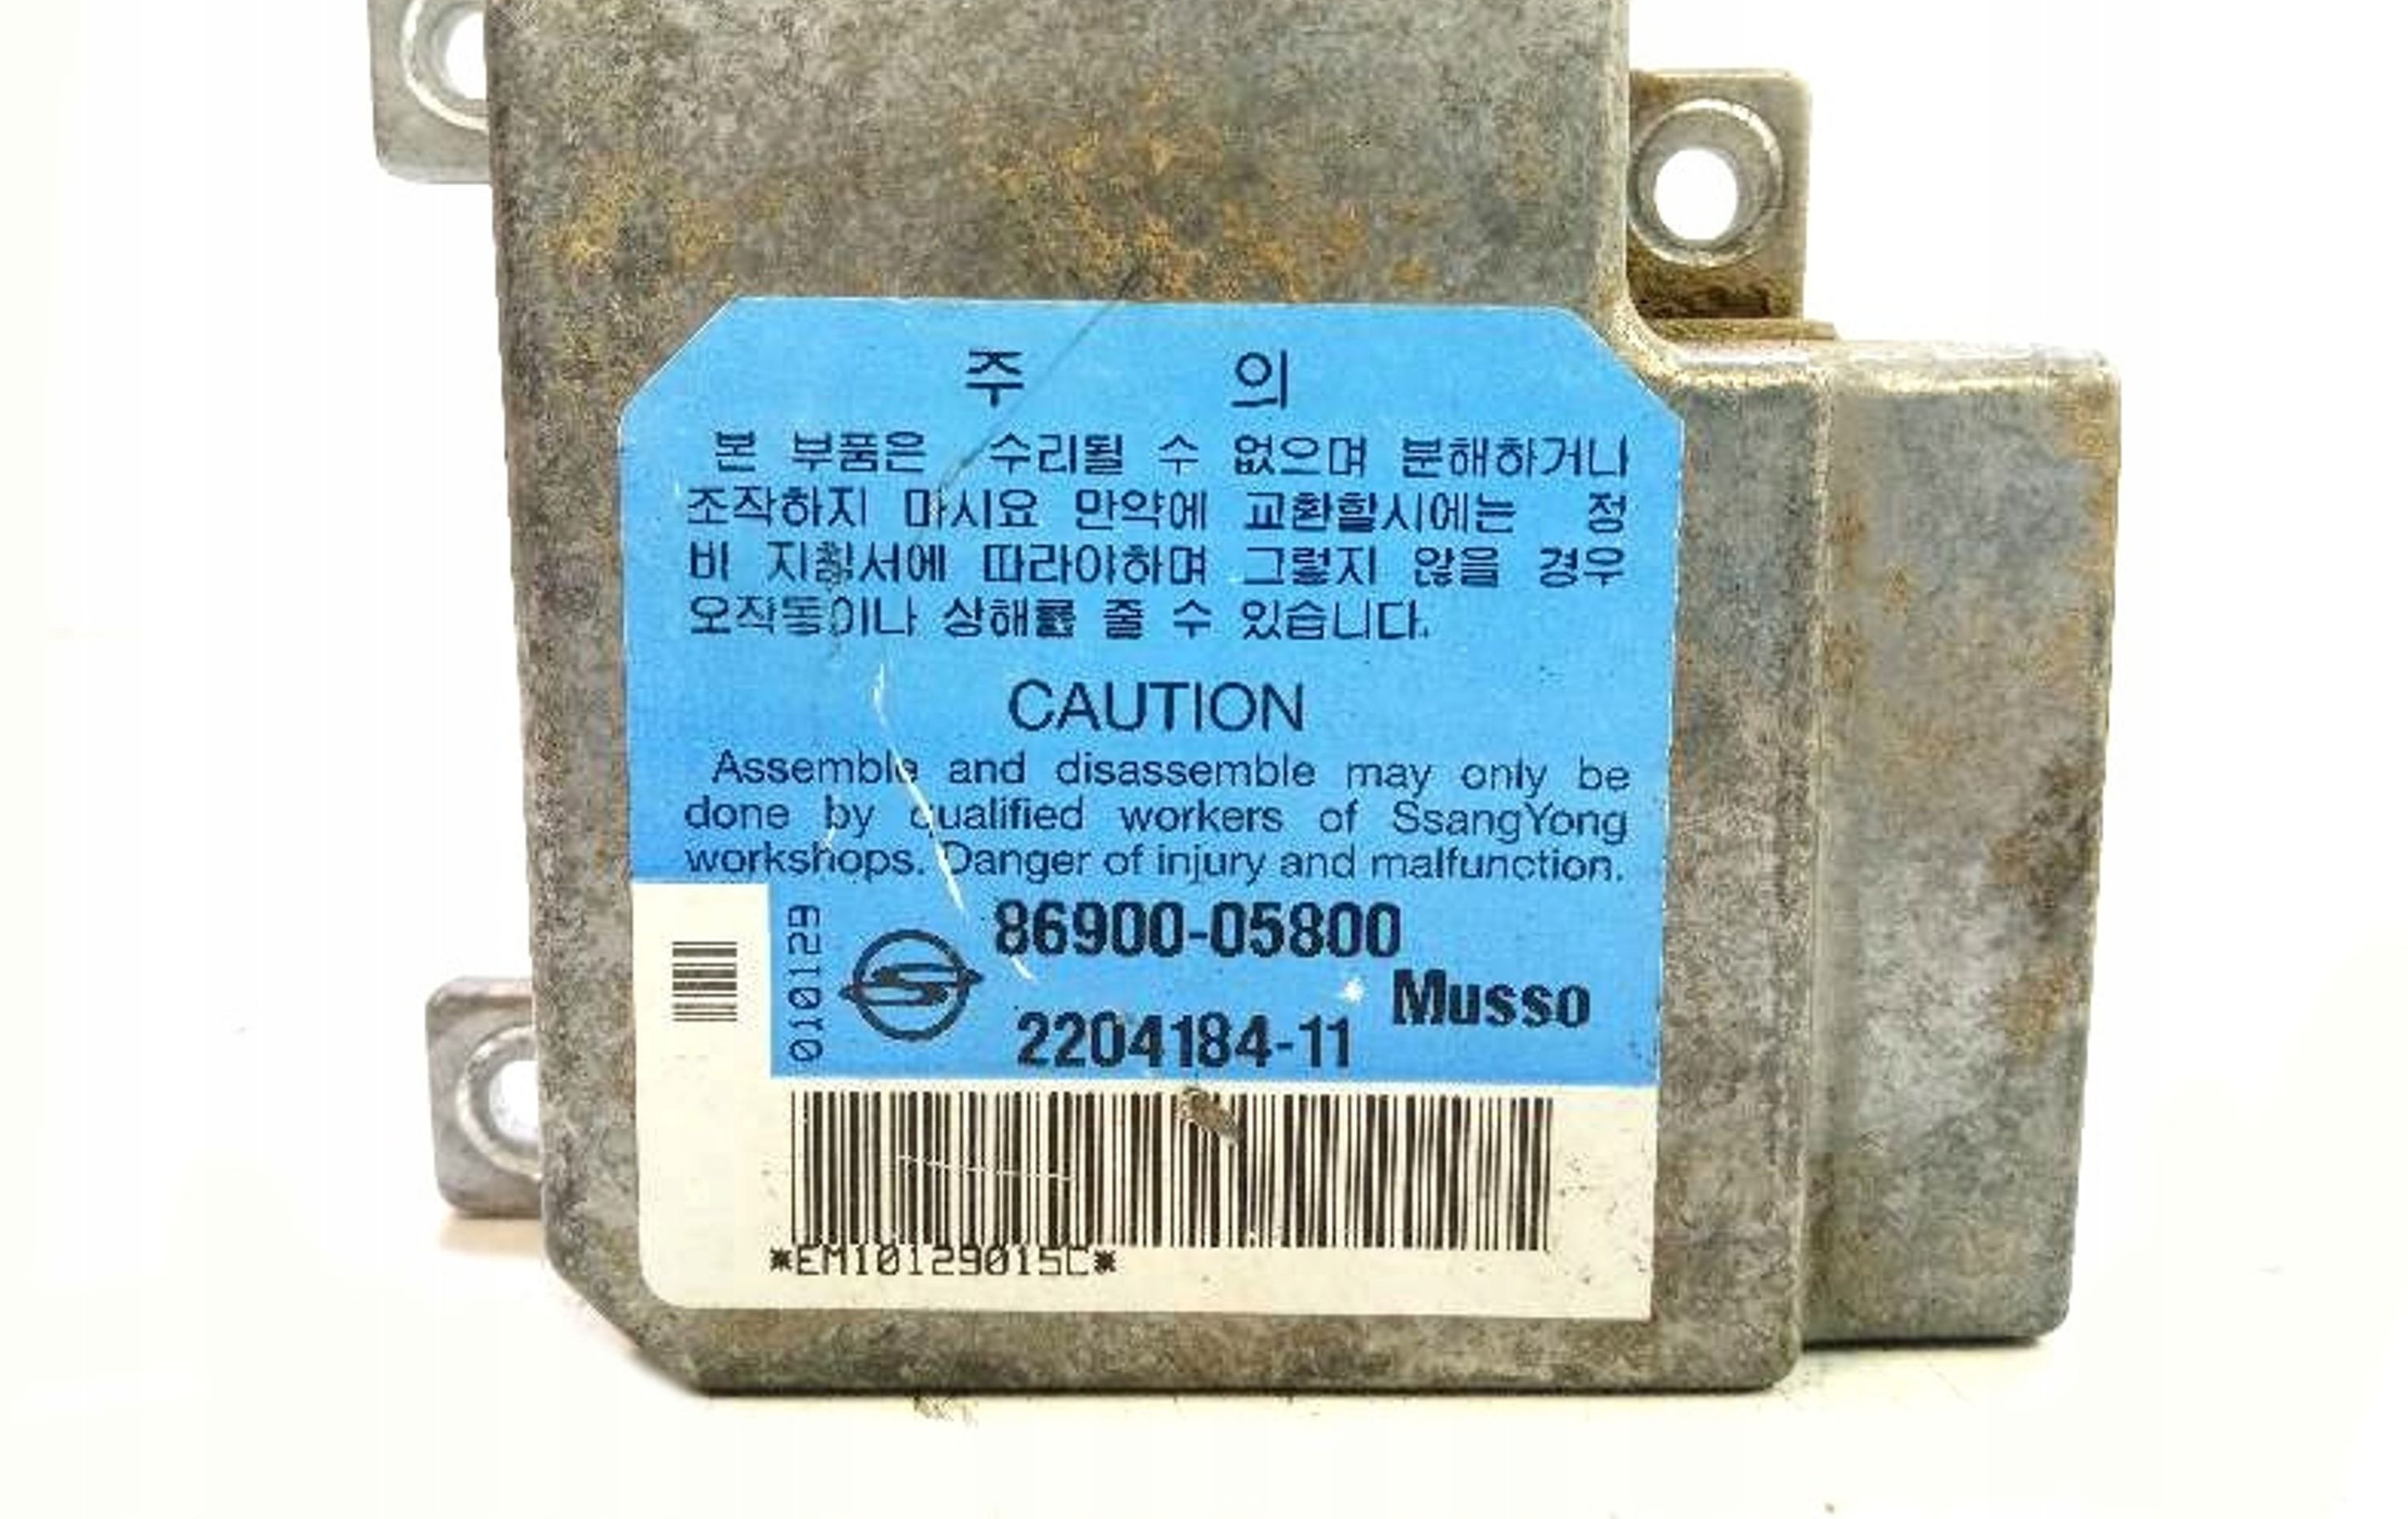 주 의
본 부품은 수리될 수 없으며 분해하거나
조작하지 마시요 만약에 교환할시에는 정
비 지침서에 따라야하며 그렇지 않을 경우
오작동이나 상해를 줄 수 있습니다.
CAUTION
Assemble and disassemble may only be
done by qualified workers of SsangYong
workshops. Danger of injury and malfunction.
010129
86900-05800
Musso
2204184-11
*EM10129015C*